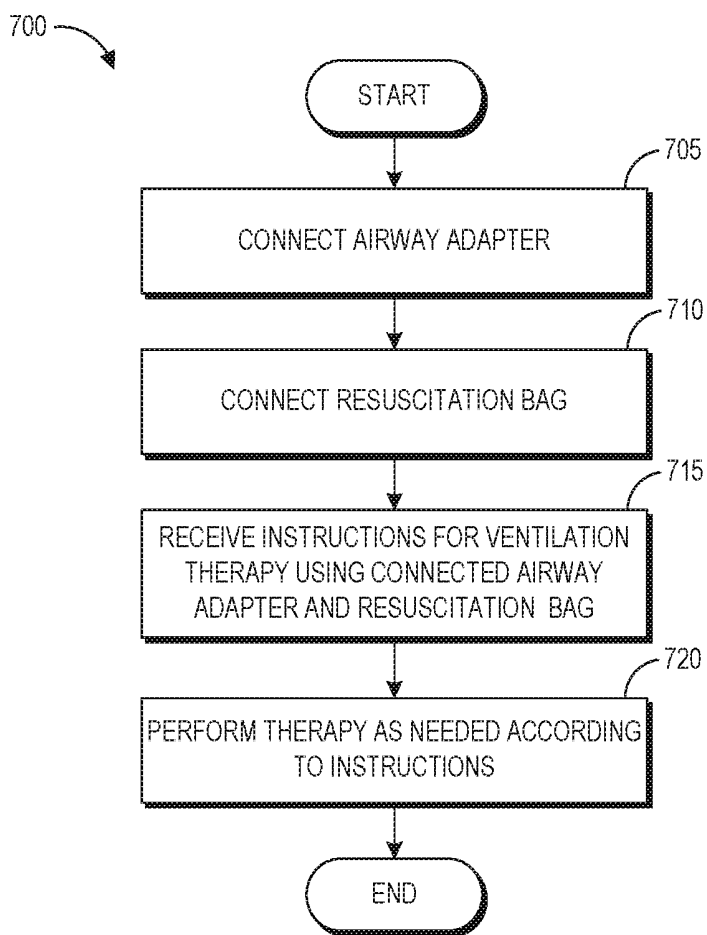 700
START
705
CONNECT AIRWAY ADAPTER
710
CONNECT RESUSCITATION BAG
715
RECEIVE INSTRUCTIONS FOR VENTILATION
THERAPY USING CONNECTED AIRWAY
ADAPTER AND RESUSCITATION BAG
720
PERFORM THERAPY AS NEEDED ACCORDING
TO INSTRUCTIONS
END